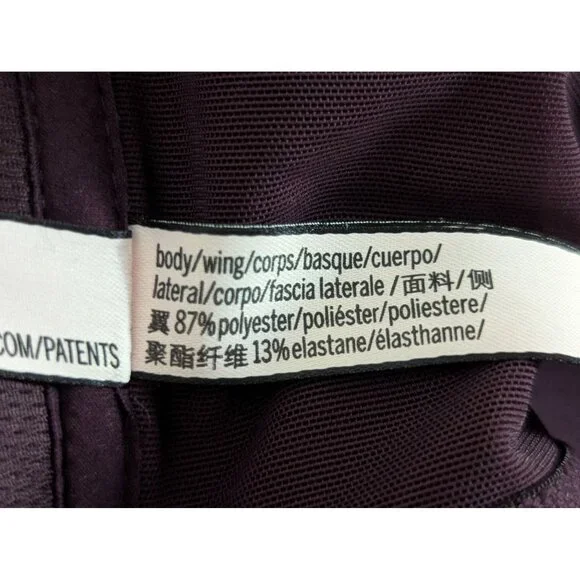 COM/PATENTS
body/wing/corps/basque/cuerpo/
lateral/corpo/fascia laterale /面料/侧
翼 87%polyester/poliéster/poliestere/
聚酯纤维 13%elastane/élasthanne/